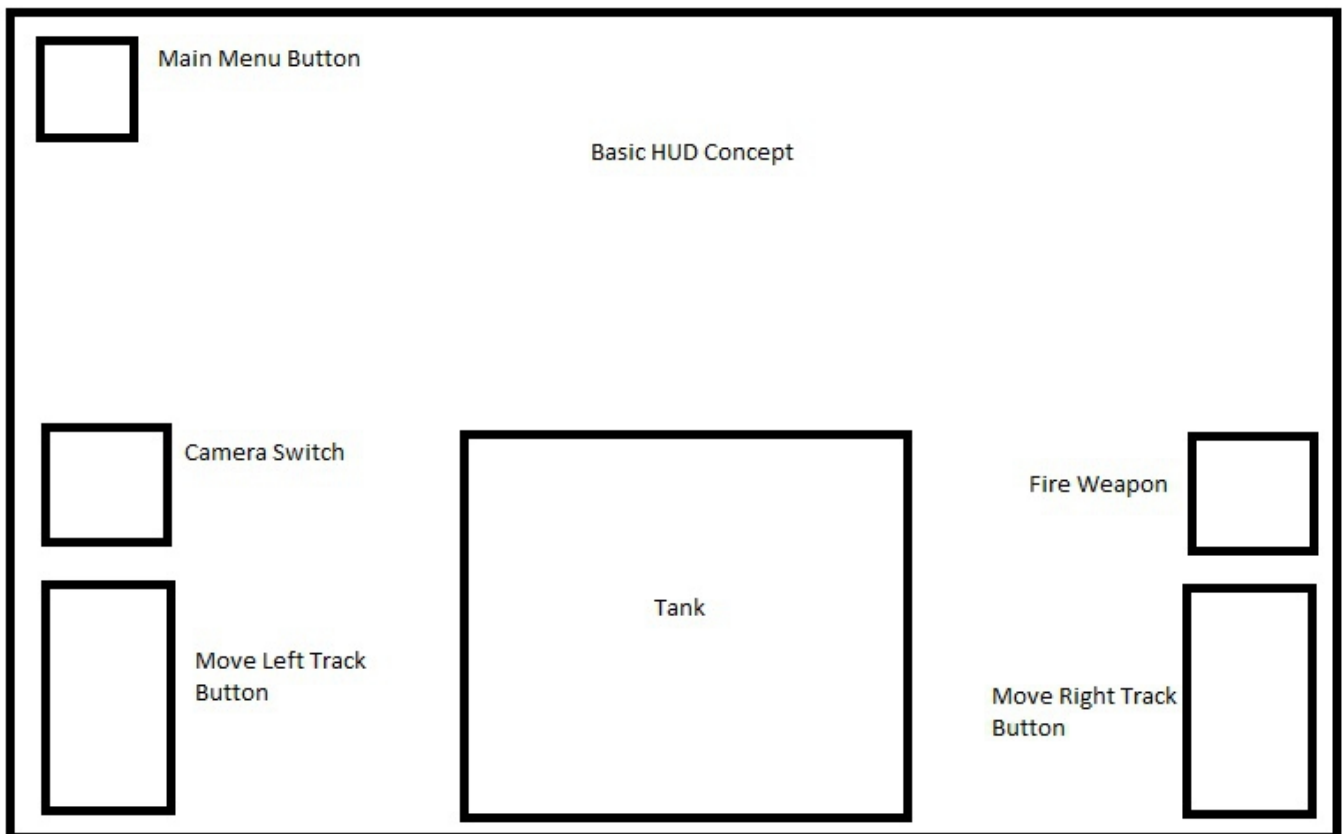 Main Menu Button
Basic HUD Concept
Camera Switch
Fire Weapon
Tank
Move Left Track
Button
Move Right Track
Button